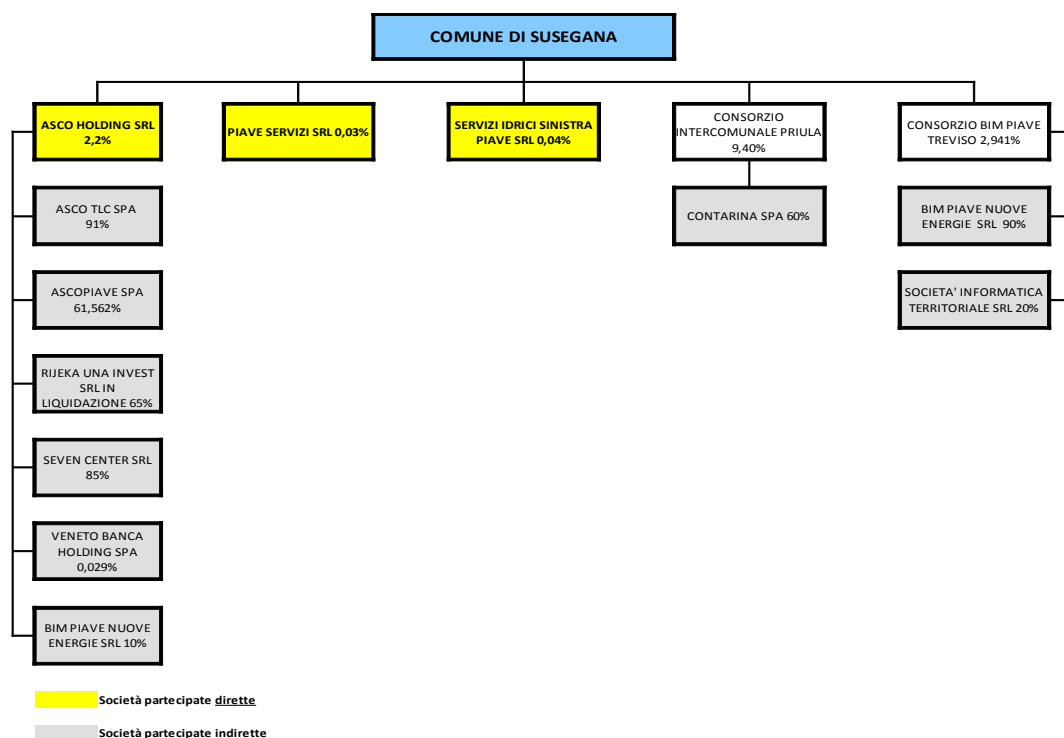 COMUNE DI SUSEGANA
ASCO HOLDING SRL
2,2%
PIAVE SERVIZI SRL 0,03%
SERVIZI IDRICI SINISTRA
PIAVE SRL 0,04%
CONSORZIO
INTERCOMUNALE PRIULA
9,40%
CONSORZIO BIM PIAVE
TREVISO 2,941%
ASCO TLC SPA
91%
CONTARINA SPA 60%
BIM PIAVE NUOVE
ENERGIE SRL 90%
ASCOPIAVE SPA
61,562%
SOCIETA' INFORMATICA
TERRITORIALE SRL 20%
RIJEKA UNA INVEST
SRL IN
LIQUIDAZIONE 65%
SEVEN CENTER SRL
85%
VENETO BANCA
HOLDING SPA
0,029%
BIM PIAVE NUOVE
ENERGIE SRL 10%
Società partecipate dirette
Società partecipate indirette